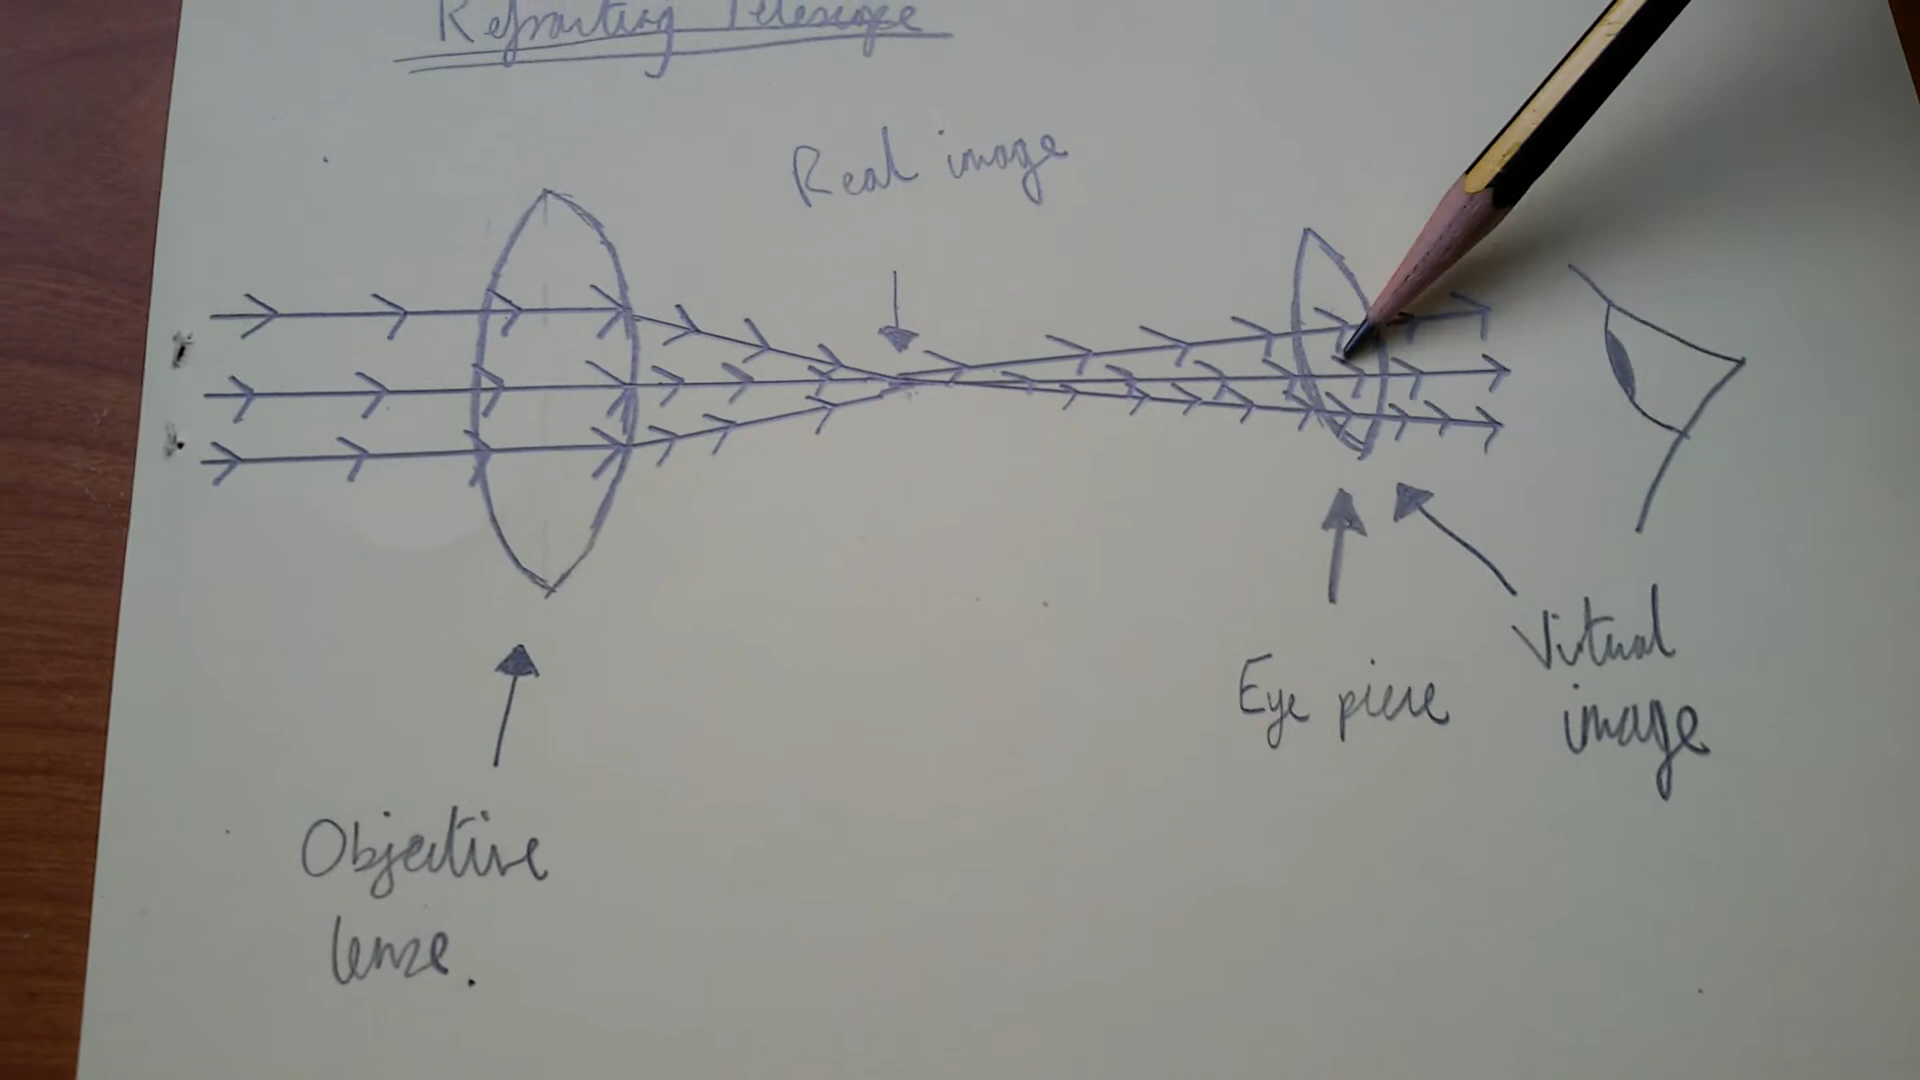 Refracting Telescope
Real image
Eye piece
Virtual
image
Objective
lense.